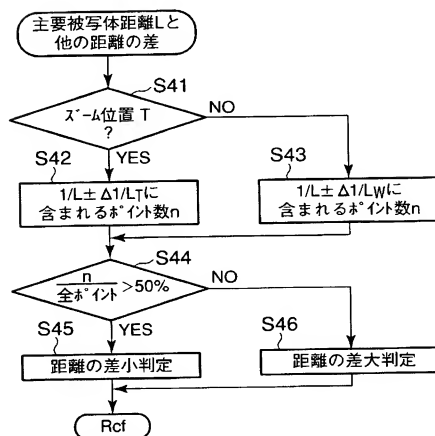 主要被写体距離Lと
他の距離の差
S41
ズーム位置 T
?
NO
YES
S42
S43
1/L±Δ1/LTに
含まれるポイント数n
1/L±Δ1/LWに
含まれるポイント数n
S44
n
全ポイント
>50%
NO
YES
S45
S46
距離の差小判定
距離の差大判定
Rcf